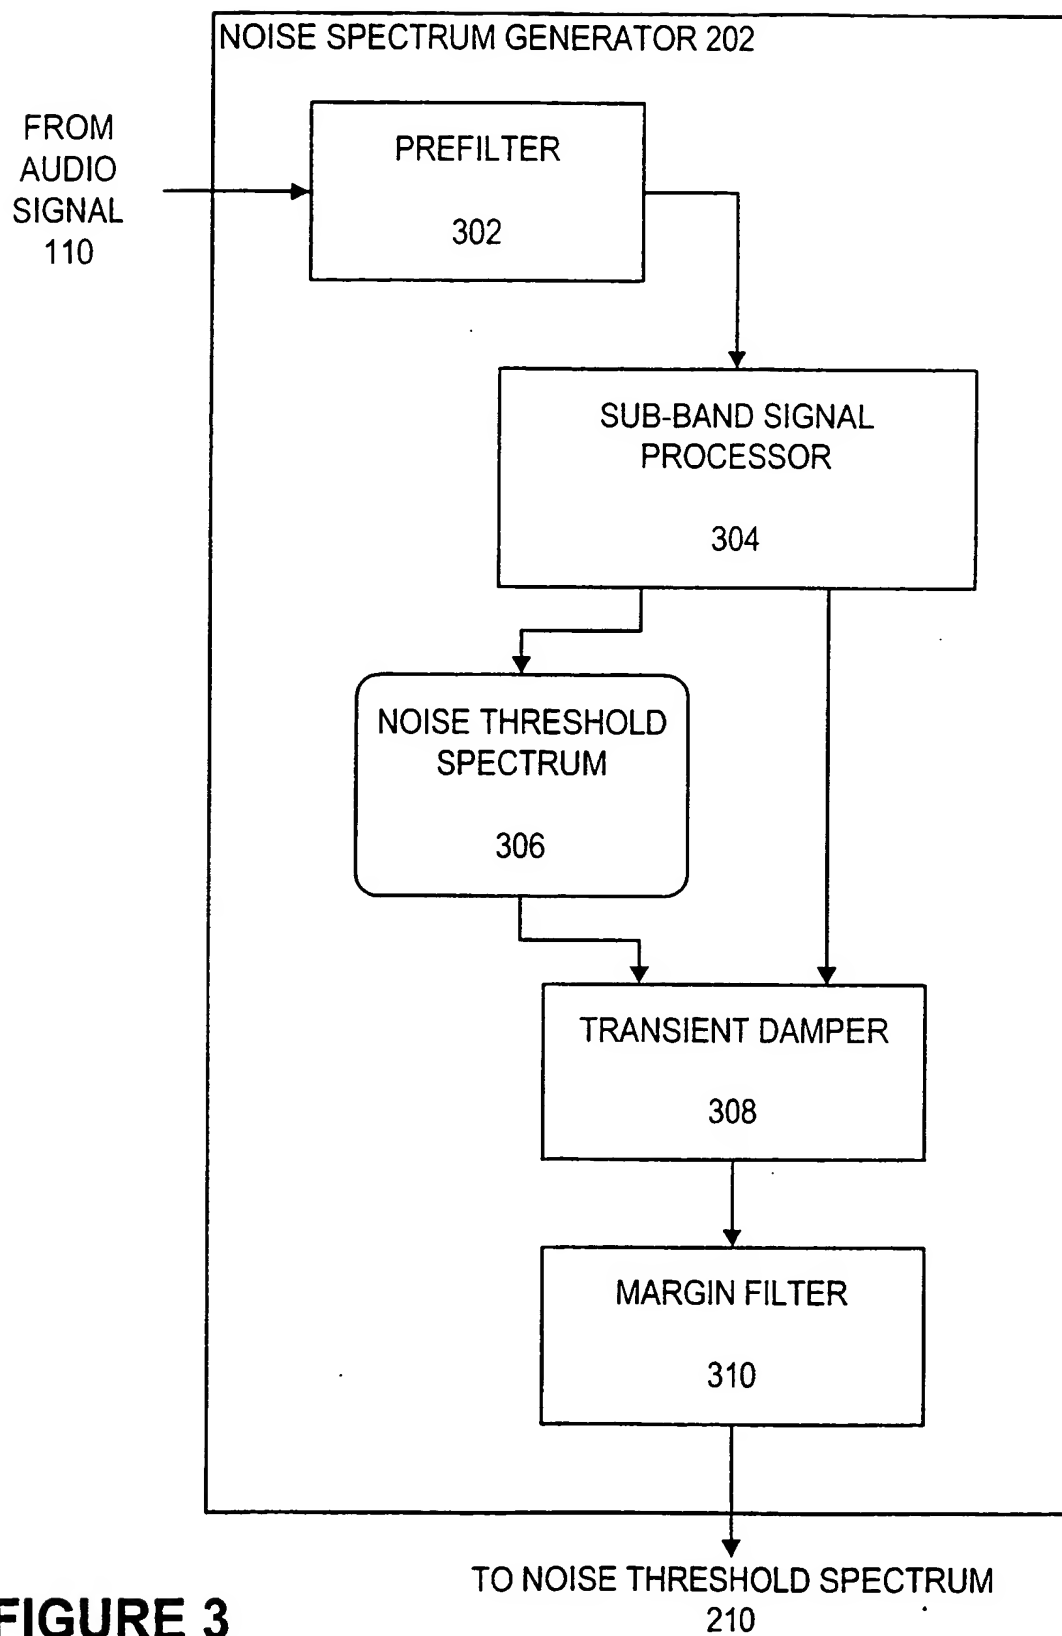 NOISE SPECTRUM GENERATOR 202
FROM
AUDIO
SIGNAL
110
PREFILTER
302
SUB-BAND SIGNAL
PROCESSOR
304
NOISE THRESHOLD
SPECTRUM
306
TRANSIENT DAMPER
308
MARGIN FILTER
310
TO NOISE THRESHOLD SPECTRUM
210
FIGURE 3